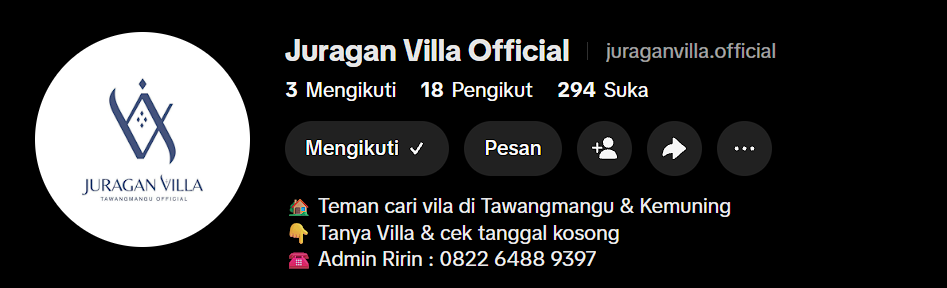 Juragan Villa Official juraganvilla.official
3 Mengikuti 18 Pengikut 294 Suka
Mengikuti Pesan
JURAGAN VILLA
TAWANGMANGU OFFICIAL
Teman cari vila di Tawangmangu & Kemuning
Tanya Villa & cek tanggal kosong
Admin Ririn : 0822 6488 9397